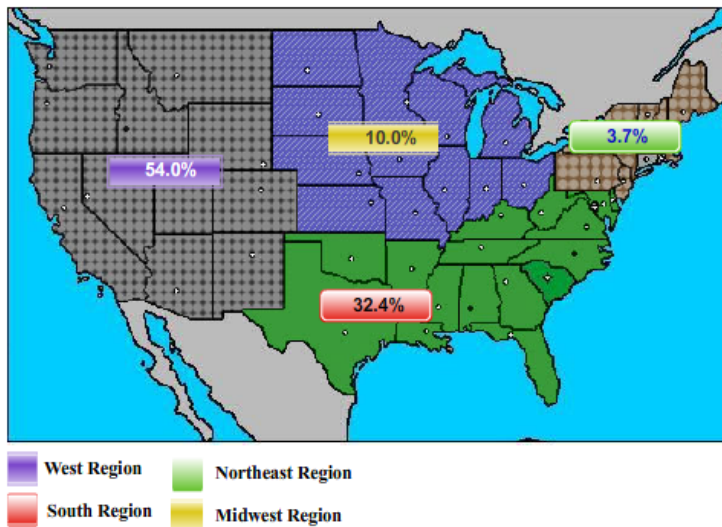 10.0%
3.7%
54.0%
32.4%
West Region
Northeast Region
South Region
Midwest Region